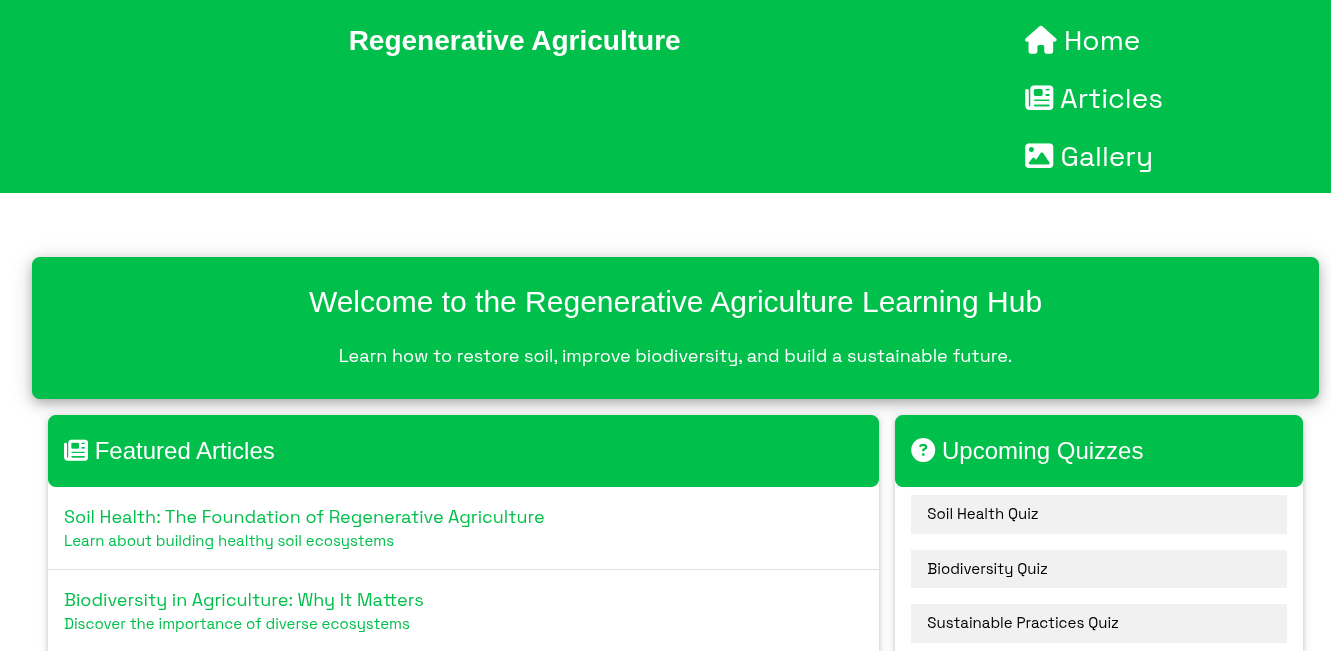 Regenerative Agriculture
Home
Articles
Gallery
Welcome to the Regenerative Agriculture Learning Hub
Learn how to restore soil, improve biodiversity, and build a sustainable future.
Featured Articles
Soil Health: The Foundation of Regenerative Agriculture
Learn about building healthy soil ecosystems
Biodiversity in Agriculture: Why It Matters
Discover the importance of diverse ecosystems
Upcoming Quizzes
Soil Health Quiz
Biodiversity Quiz
Sustainable Practices Quiz